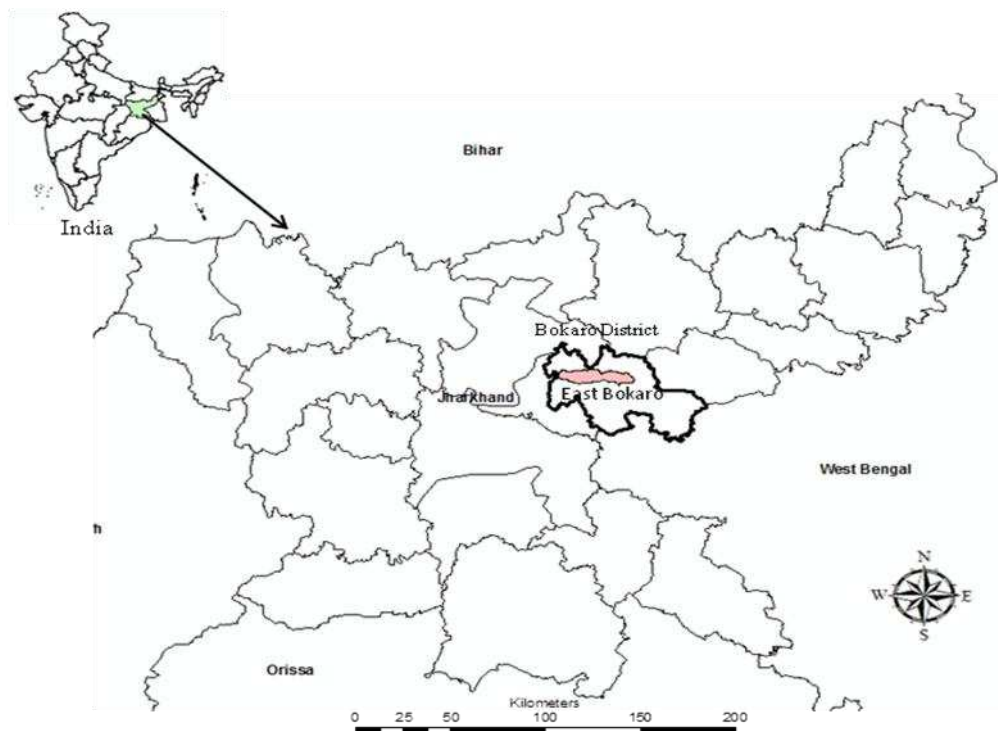 Bihar
India
Bokaro District
East Bokaro
Jharkhand
West Bengal
h
N
W E
S
Orissa
Kilometers
0 25 50 100 150 200